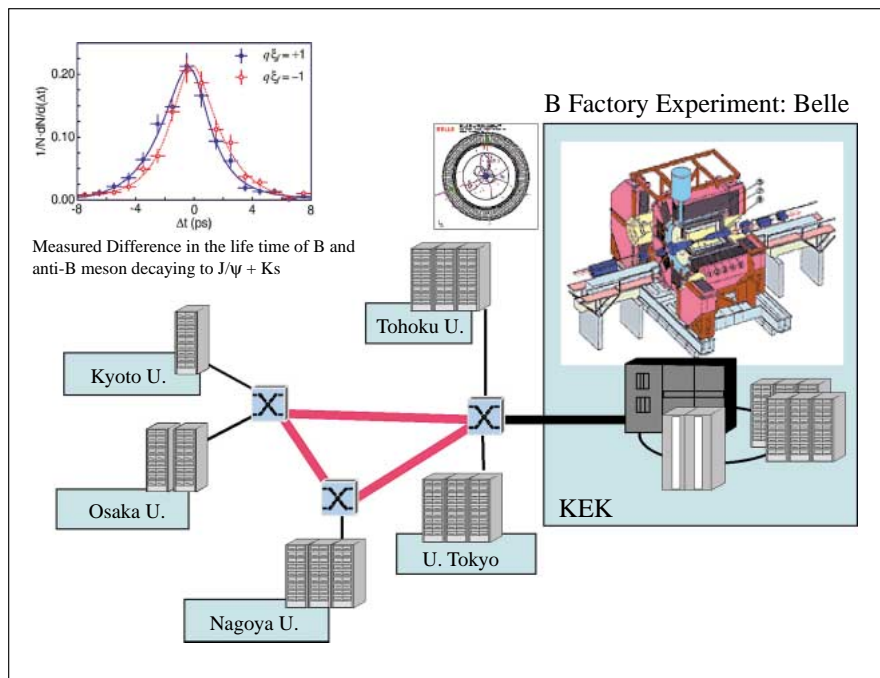 qξf=+1
qξf=−1
0.20
0.10
0.00
1/N·dN/d(Δt)
-8 -4 0 4 8
Δt (ps)
Measured Difference in the life time of B and
anti-B meson decaying to J/ψ + Ks
BELLE
B Factory Experiment: Belle
Tohoku U.
Kyoto U.
Osaka U.
Nagoya U.
U. Tokyo
KEK